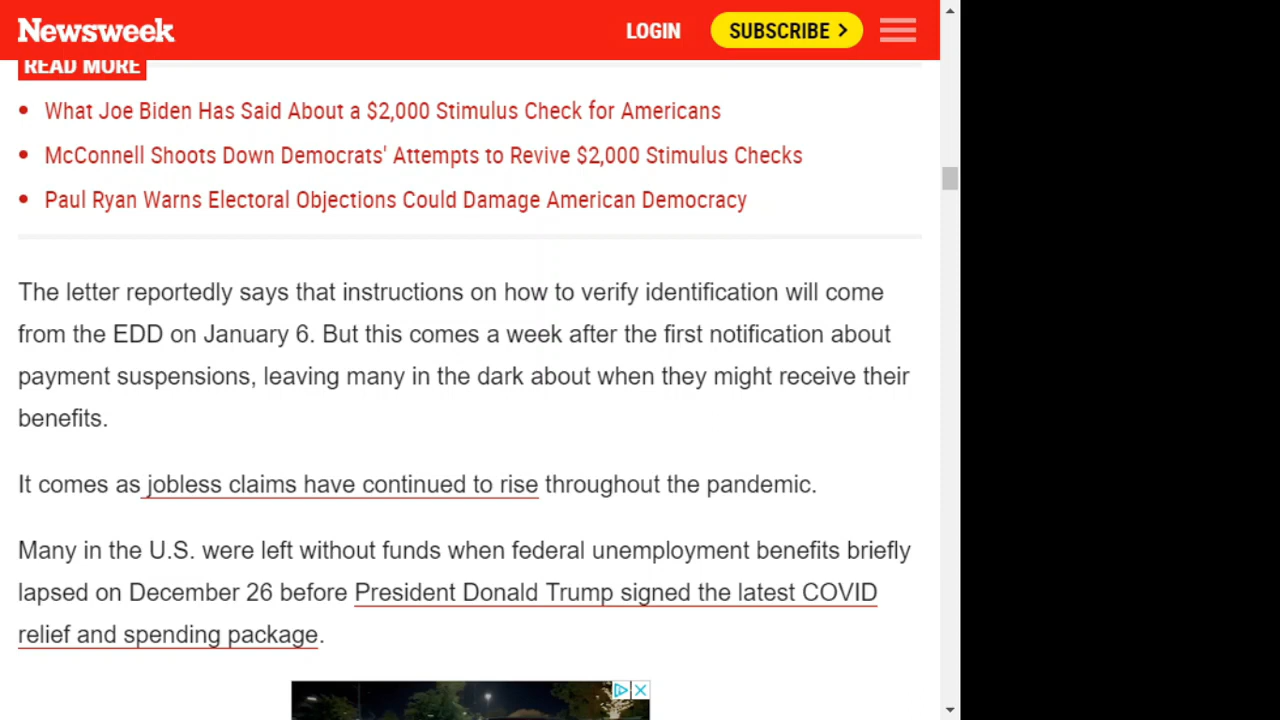 Newsweek
LOGIN
SUBSCRIBE >
READ MORE
• What Joe Biden Has Said About a $2,000 Stimulus Check for Americans
• McConnell Shoots Down Democrats' Attempts to Revive $2,000 Stimulus Checks
• Paul Ryan Warns Electoral Objections Could Damage American Democracy
The letter reportedly says that instructions on how to verify identification will come
from the EDD on January 6. But this comes a week after the first notification about
payment suspensions, leaving many in the dark about when they might receive their
benefits.
It comes as jobless claims have continued to rise throughout the pandemic.
Many in the U.S. were left without funds when federal unemployment benefits briefly
lapsed on December 26 before President Donald Trump signed the latest COVID
relief and spending package.